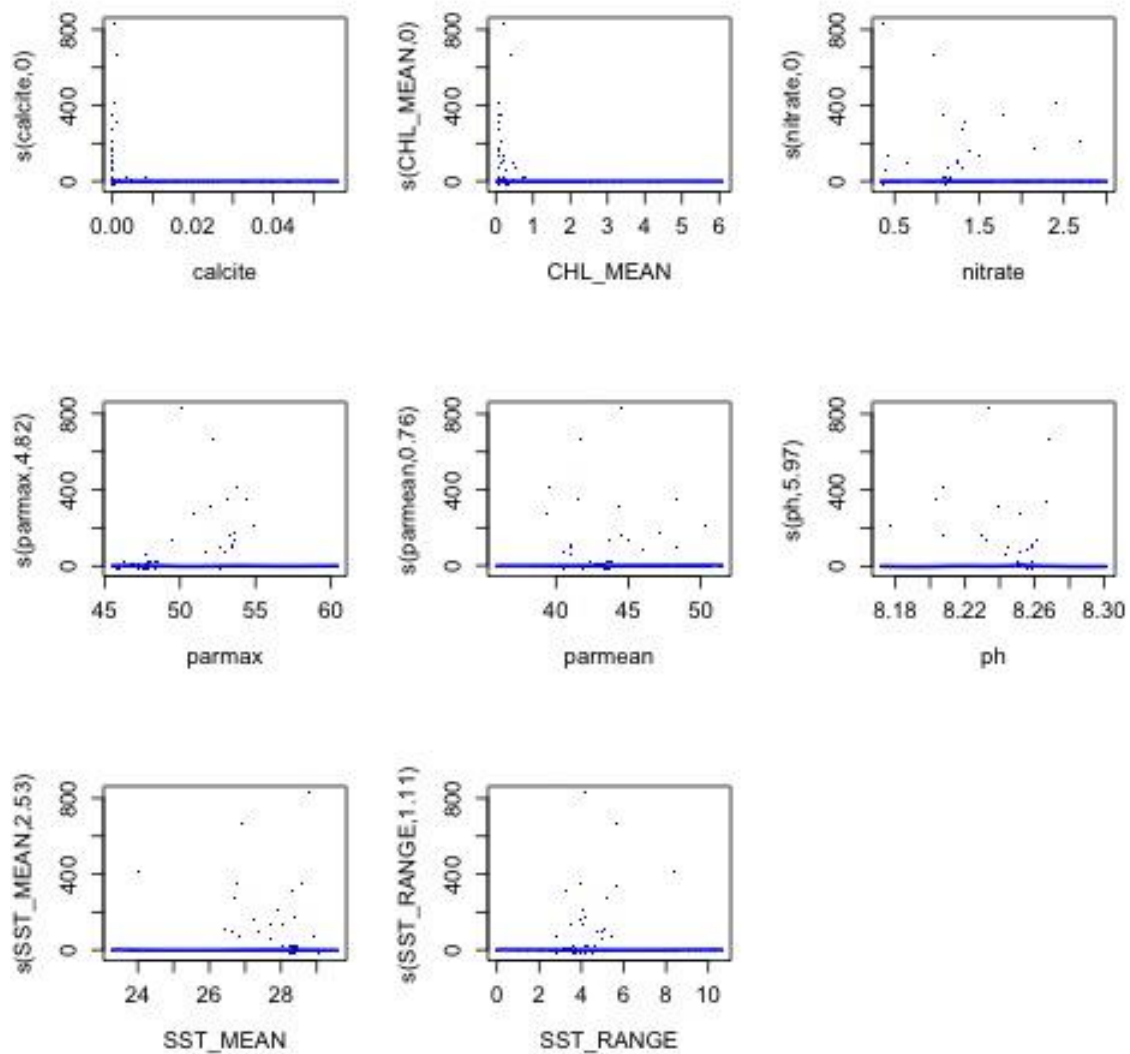 s(calcite,0)
800
400
0
0.00 0.02 0.04
calcite
s(CHL_MEAN,0)
800
400
0
0 1 2 3 4 5 6
CHL_MEAN
s(nitrate,0)
800
400
0
0.5 1.5 2.5
nitrate
s(parmax,4.82)
800
400
0
45 50 55 60
parmax
s(parmean,0.76)
800
400
0
40 45 50
parmean
s(ph,5.97)
800
400
0
8.18 8.22 8.26 8.30
ph
s(SST_MEAN,2.53)
800
400
0
24 26 28
SST_MEAN
s(SST_RANGE,1.11)
800
400
0
0 2 4 6 8 10
SST_RANGE